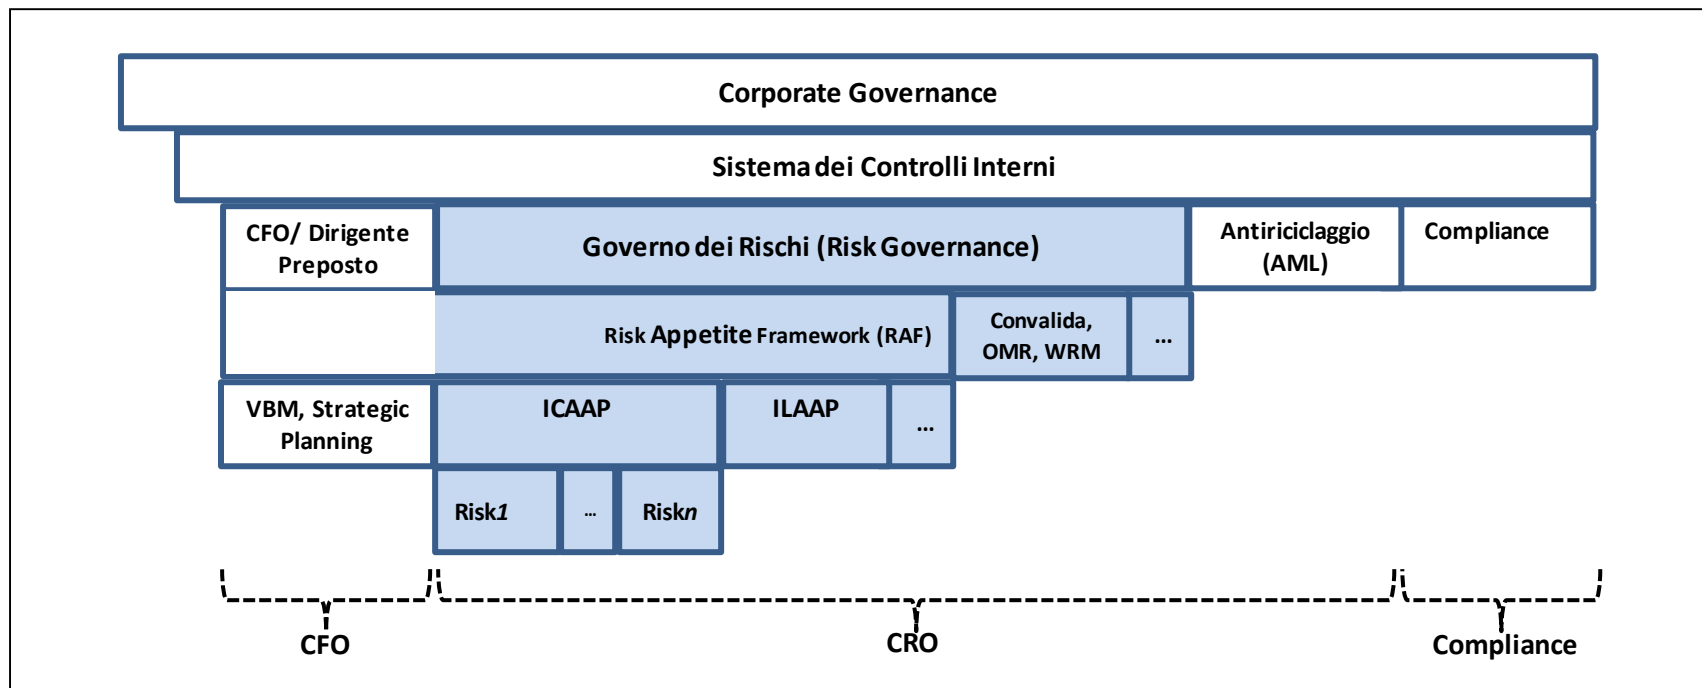 Corporate Governance
Sistema dei Controlli Interni
CFO/ Dirigente
Preposto
Governo dei Rischi (Risk Governance)
Antiriciclaggio
(AML)
Compliance
Risk Appetite Framework (RAF)
Convalida,
OMR, WRM
...
VBM, Strategic
Planning
ICAAP
ILAAP
...
Risk1
...
Riskn
CFO
CRO
Compliance